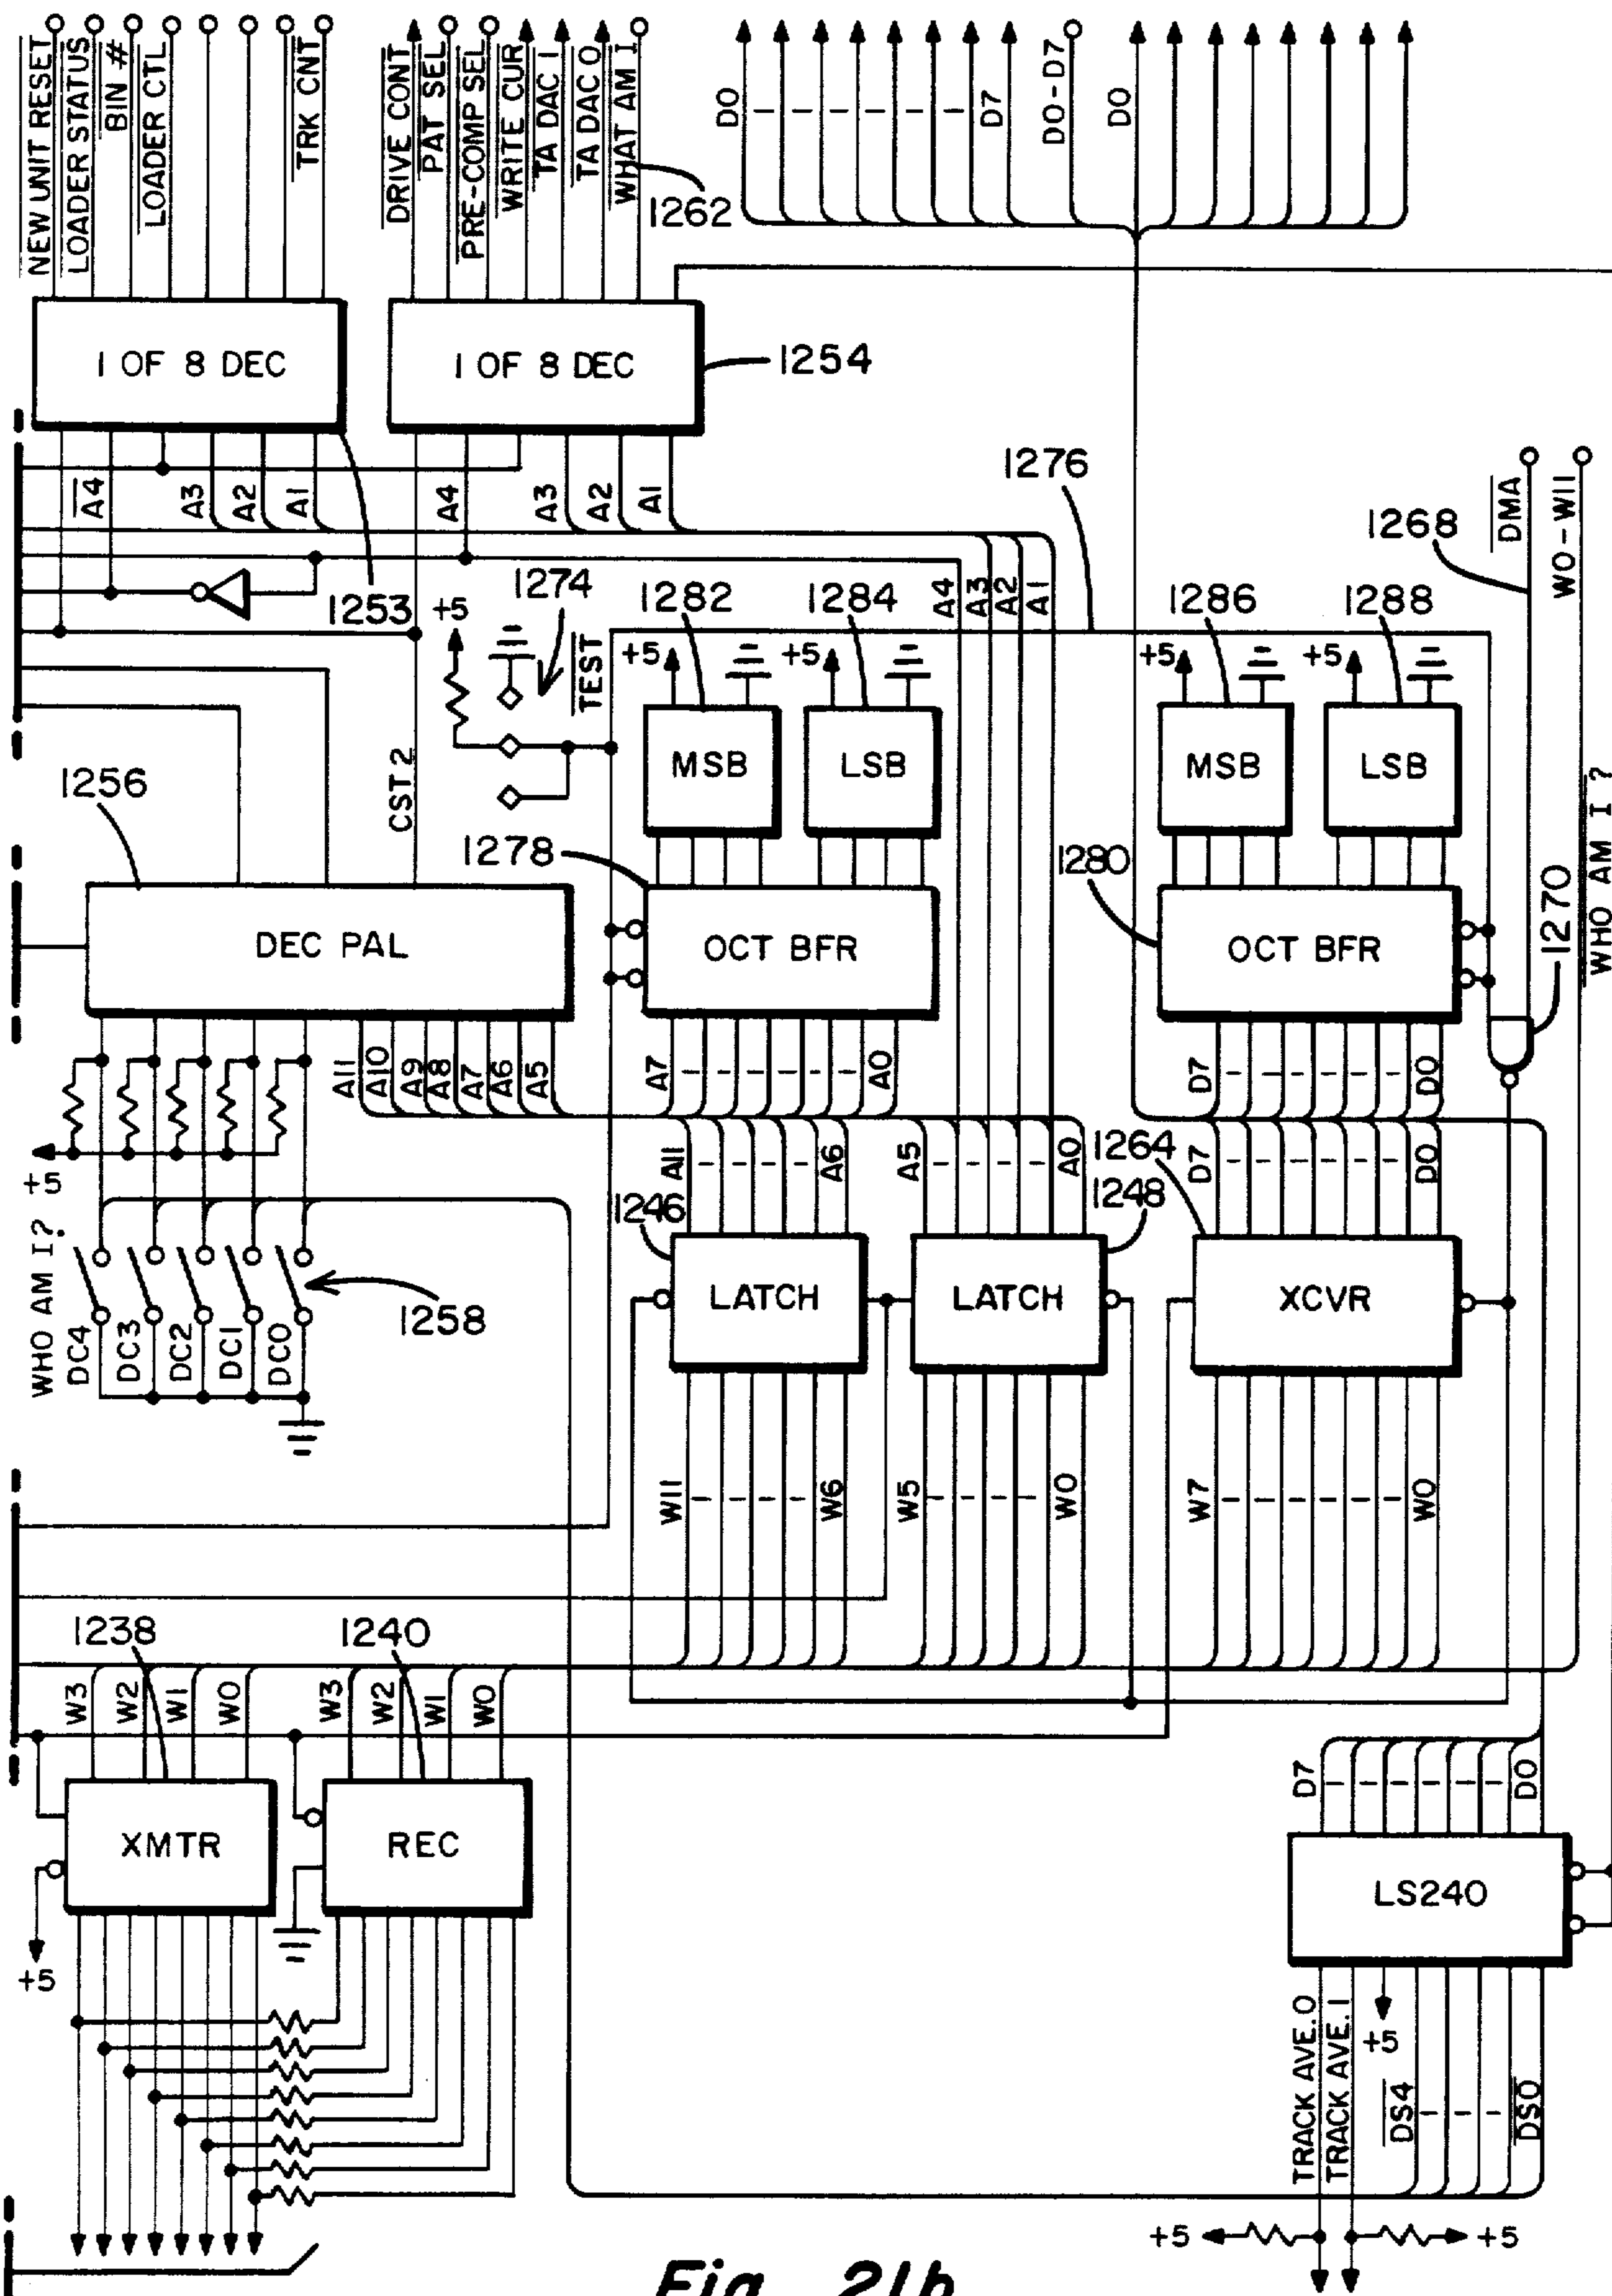 NEW UNIT RESET
LOADER STATUS
BIN #
LOADER CTL
TRK CNT
DRIVE CONT
PAT SEL
PRE-COMP SEL
WRITE CUR
TA DAC 1
TA DAC 0
WHAT AM I
1262
D0 - - - - - - D7
D0-D7
D0
1 OF 8 DEC
1 OF 8 DEC
1254
A4
A3
A2
A1
A4
A3
A2
A1
1276
1268
DMA
W0-W11
1253
+5
1274
TEST
1282
1284
A4
A3
A2
A1
1286
1288
+5
+5
+5
+5
MSB
LSB
MSB
LSB
CST2
1256
1278
1280
1270
WHO AM I ?
DEC PAL
OCT BFR
OCT BFR
A11
A10
A9
A8
A7
A6
A5
A7 - - - - - - A0
D7 - - - - - - D0
+5
A11 - - - - A6
A5 - - - - A0
1264
D7 - - - - - - D0
1246
1248
WHO AM I?
LATCH
LATCH
XCVR
1258
DC4
DC3
DC2
DC1
DC0
W11 - - - - W6
W5 - - - - W0
W7 - - - - - - W0
1238
1240
W3
W2
W1
W0
W3
W2
W1
W0
D7 - - - - - - D0
XMTR
REC
LS240
+5
TRACK AVE.0
TRACK AVE. 1
+5
DS4 - - - DS0
+5
+5
Fig. 21b